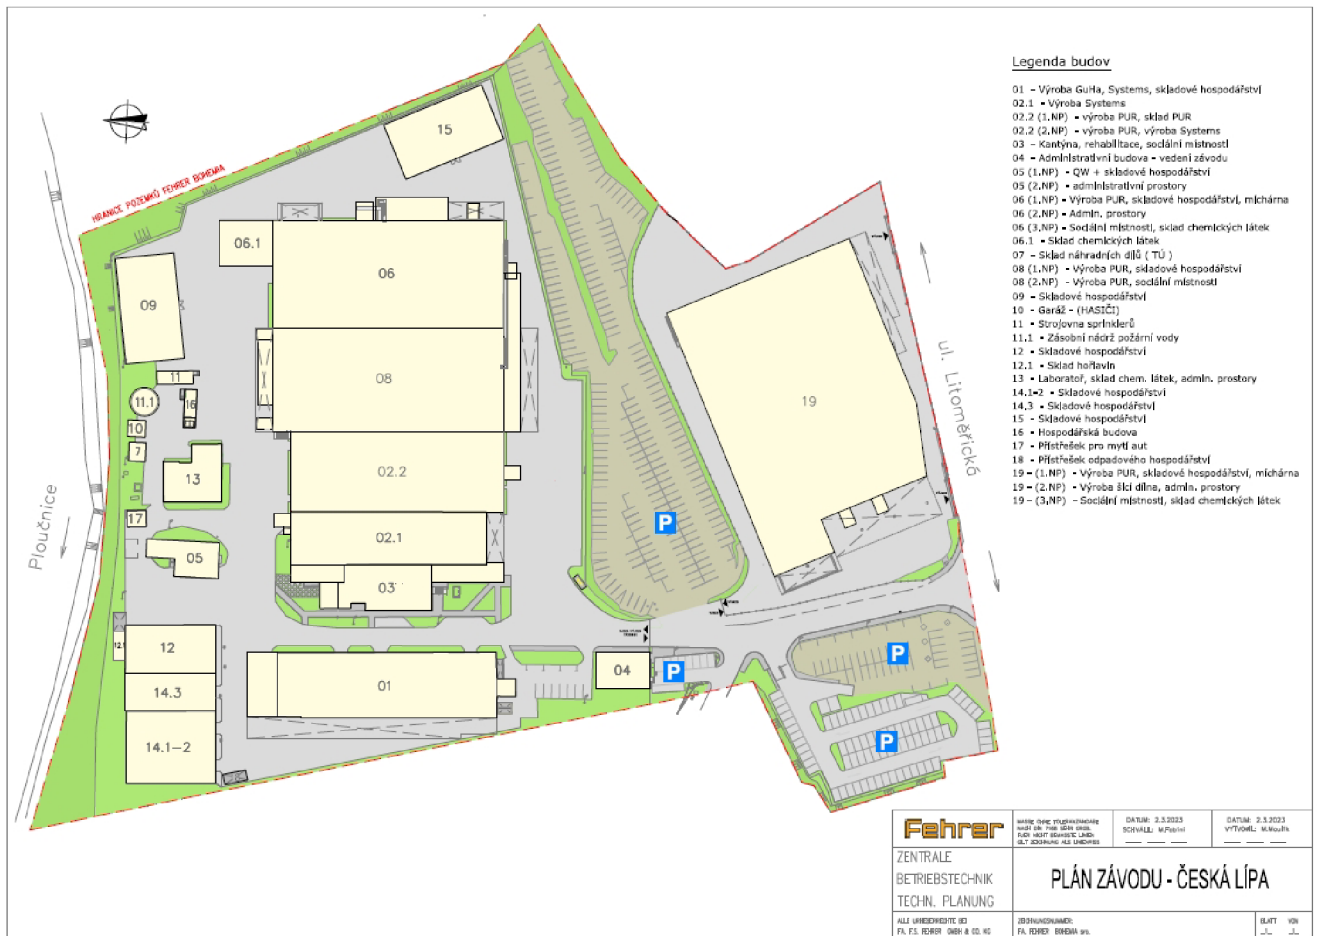 Legenda budov
01 - Výroba GuHa, Systems, skladové hospodářství
02.1 - Výroba Systems
02.2 (1.NP) - výroba PUR, sklad PUR
02.2 (2.NP) - výroba PUR, výroba Systems
03 - Kantýna, rehabilitace, sociální místnosti
04 - Administrativní budova - vedení závodu
05 (1.NP) - QW + skladové hospodářství
05 (2.NP) - administrativní prostory
06 (1.NP) - Výroba PUR, skladové hospodářství, míchárna
06 (2.NP) - Admin. prostory
06 (3.NP) - Sociální místnosti, sklad chemických látek
06.1 - Sklad chemických látek
07 - Sklad náhradních dílů ( TÚ )
08 (1.NP) - Výroba PUR, skladové hospodářství
08 (2.NP) - Výroba PUR, sociální místnosti
09 - Skladové hospodářství
10 - Garáž - (HASIČI)
11 - Strojovna sprinklerů
11.1 - Zásobní nádrž požární vody
12 - Skladové hospodářství
12.1 - Sklad hořlavin
13 - Laboratoř, sklad chem. látek, admin. prostory
14.1-2 - Skladové hospodářství
14.3 - Skladové hospodářství
15 - Skladové hospodářství
16 - Hospodářská budova
17 - Přístřešek pro mytí aut
18 - Přístřešek odpadového hospodářství
19 - (1.NP) - Výroba PUR, skladové hospodářství, míchárna
19 - (2.NP) - Výroba šicí dílna, admin. prostory
19 - (3.NP) - Sociální místnosti, sklad chemických látek
HRANICE POZEMKŮ FEHRER BOHEMIA
15
06.1
06
09
08
11
11.1
16
10
7
13
02.2
17
05
02.1
03
12
12.1
14.3
14.1-2
01
04
19
P
P
P
P
Ploučnice
ul. Litoměřická
Fehrer
DATUM: 2.3.2023
DATUM: 2.3.2023
ZENTRALE
BETRIEBSTECHNIK
TECHN. PLANUNG
PLÁN ZÁVODU - ČESKÁ LÍPA
ALLE URHEBERRECHTE BEI
FA. F.S. FEHRER GMBH & CO. KG
ZEICHNUNGSNUMMER:
FA. FEHRER BOHEMIA
BLATT VON